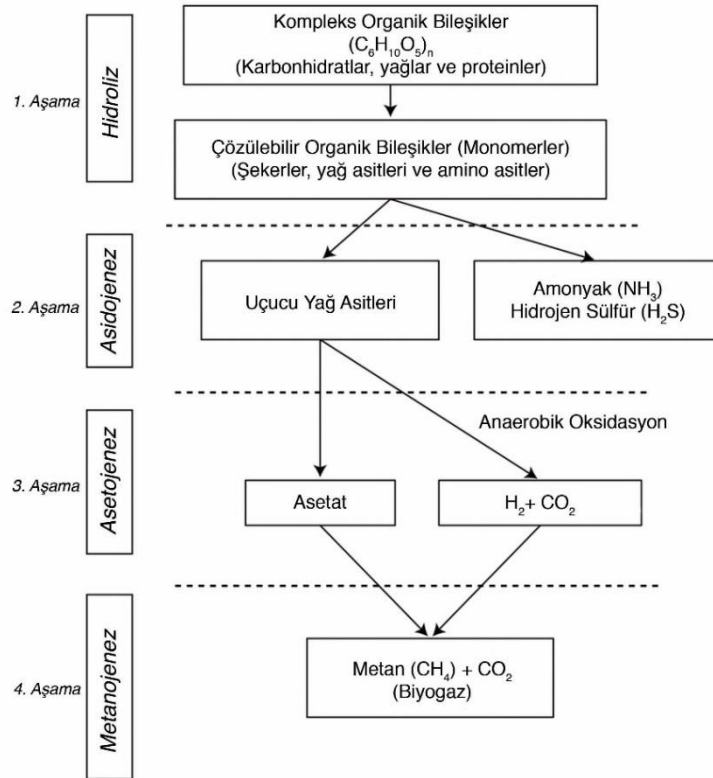 Kompleks Organik Bileşikler
(C₆H₁₀O₅)ₙ
(Karbonhidratlar, yağlar ve proteinler)
1. Aşama
Hidroliz
Çözülebilir Organik Bileşikler (Monomerler)
(Şekerler, yağ asitleri ve amino asitler)
2. Aşama
Asidojenez
Uçucu Yağ Asitleri
Amonyak (NH₃)
Hidrojen Sülfür (H₂S)
Anaerobik Oksidasyon
3. Aşama
Asetojenez
Asetat
H₂+ CO₂
4. Aşama
Metanojenez
Metan (CH₄) + CO₂
(Biyogaz)